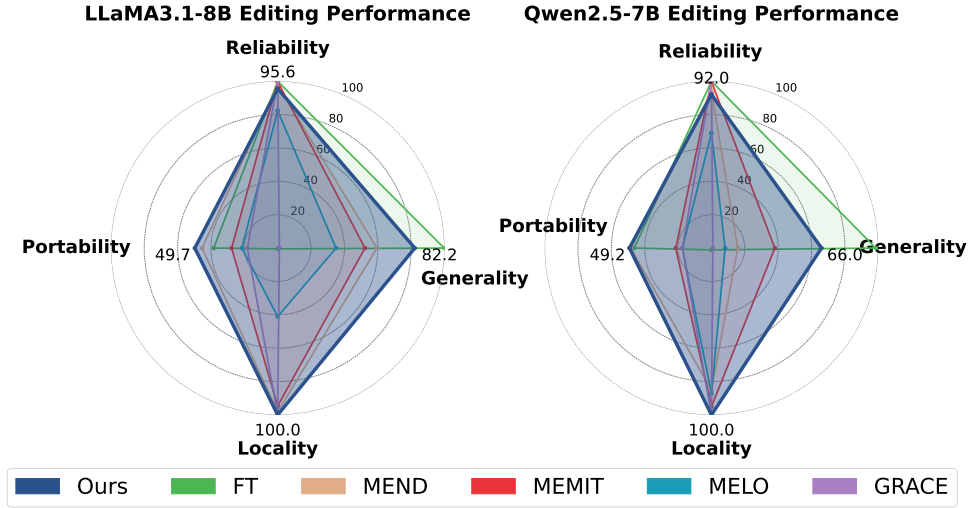 LLaMA3.1-8B Editing Performance
Reliability
95.6
100
80
60
40
20
Portability
49.7
82.2
Generality
100.0
Locality
Qwen2.5-7B Editing Performance
Reliability
92.0
100
80
60
40
20
Portability
49.2
66.0
Generality
100.0
Locality
Ours
FT
MEND
MEMIT
MELO
GRACE